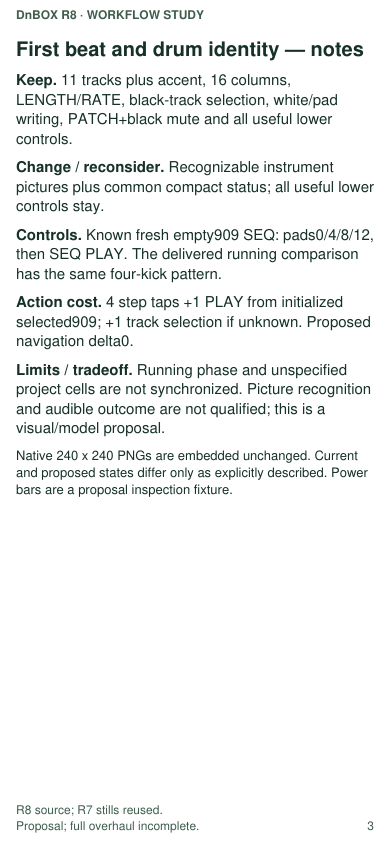 DnBOX R8 · WORKFLOW STUDY
First beat and drum identity — notes
Keep. 11 tracks plus accent, 16 columns,
LENGTH/RATE, black-track selection, white/pad
writing, PATCH+black mute and all useful lower
controls.
Change / reconsider. Recognizable instrument
pictures plus common compact status; all useful lower
controls stay.
Controls. Known fresh empty909 SEQ: pads0/4/8/12,
then SEQ PLAY. The delivered running comparison
has the same four-kick pattern.
Action cost. 4 step taps +1 PLAY from initialized
selected909; +1 track selection if unknown. Proposed
navigation delta0.
Limits / tradeoff. Running phase and unspecified
project cells are not synchronized. Picture recognition
and audible outcome are not qualified; this is a
visual/model proposal.
Native 240 x 240 PNGs are embedded unchanged. Current
and proposed states differ only as explicitly described. Power
bars are a proposal inspection fixture.
R8 source; R7 stills reused.
Proposal; full overhaul incomplete.
3